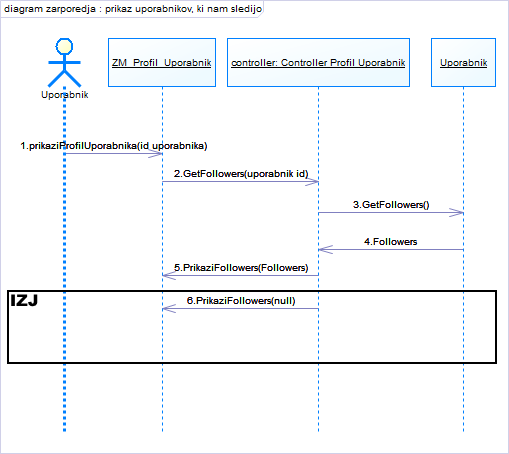 diagram zarporedja : prikaz uporabnikov, ki nam sledijo
ZM_Profil_Uporabnik
controller: Controller Profil Uporabnik
Uporabnik
Uporabnik
1.prikaziProfilUporabnika(id_uporabnika)
2.GetFollowers(uporabnik id)
3.GetFollowers()
4.Followers
5.PrikaziFollowers(Followers)
IZJ
6.PrikaziFollowers(null)